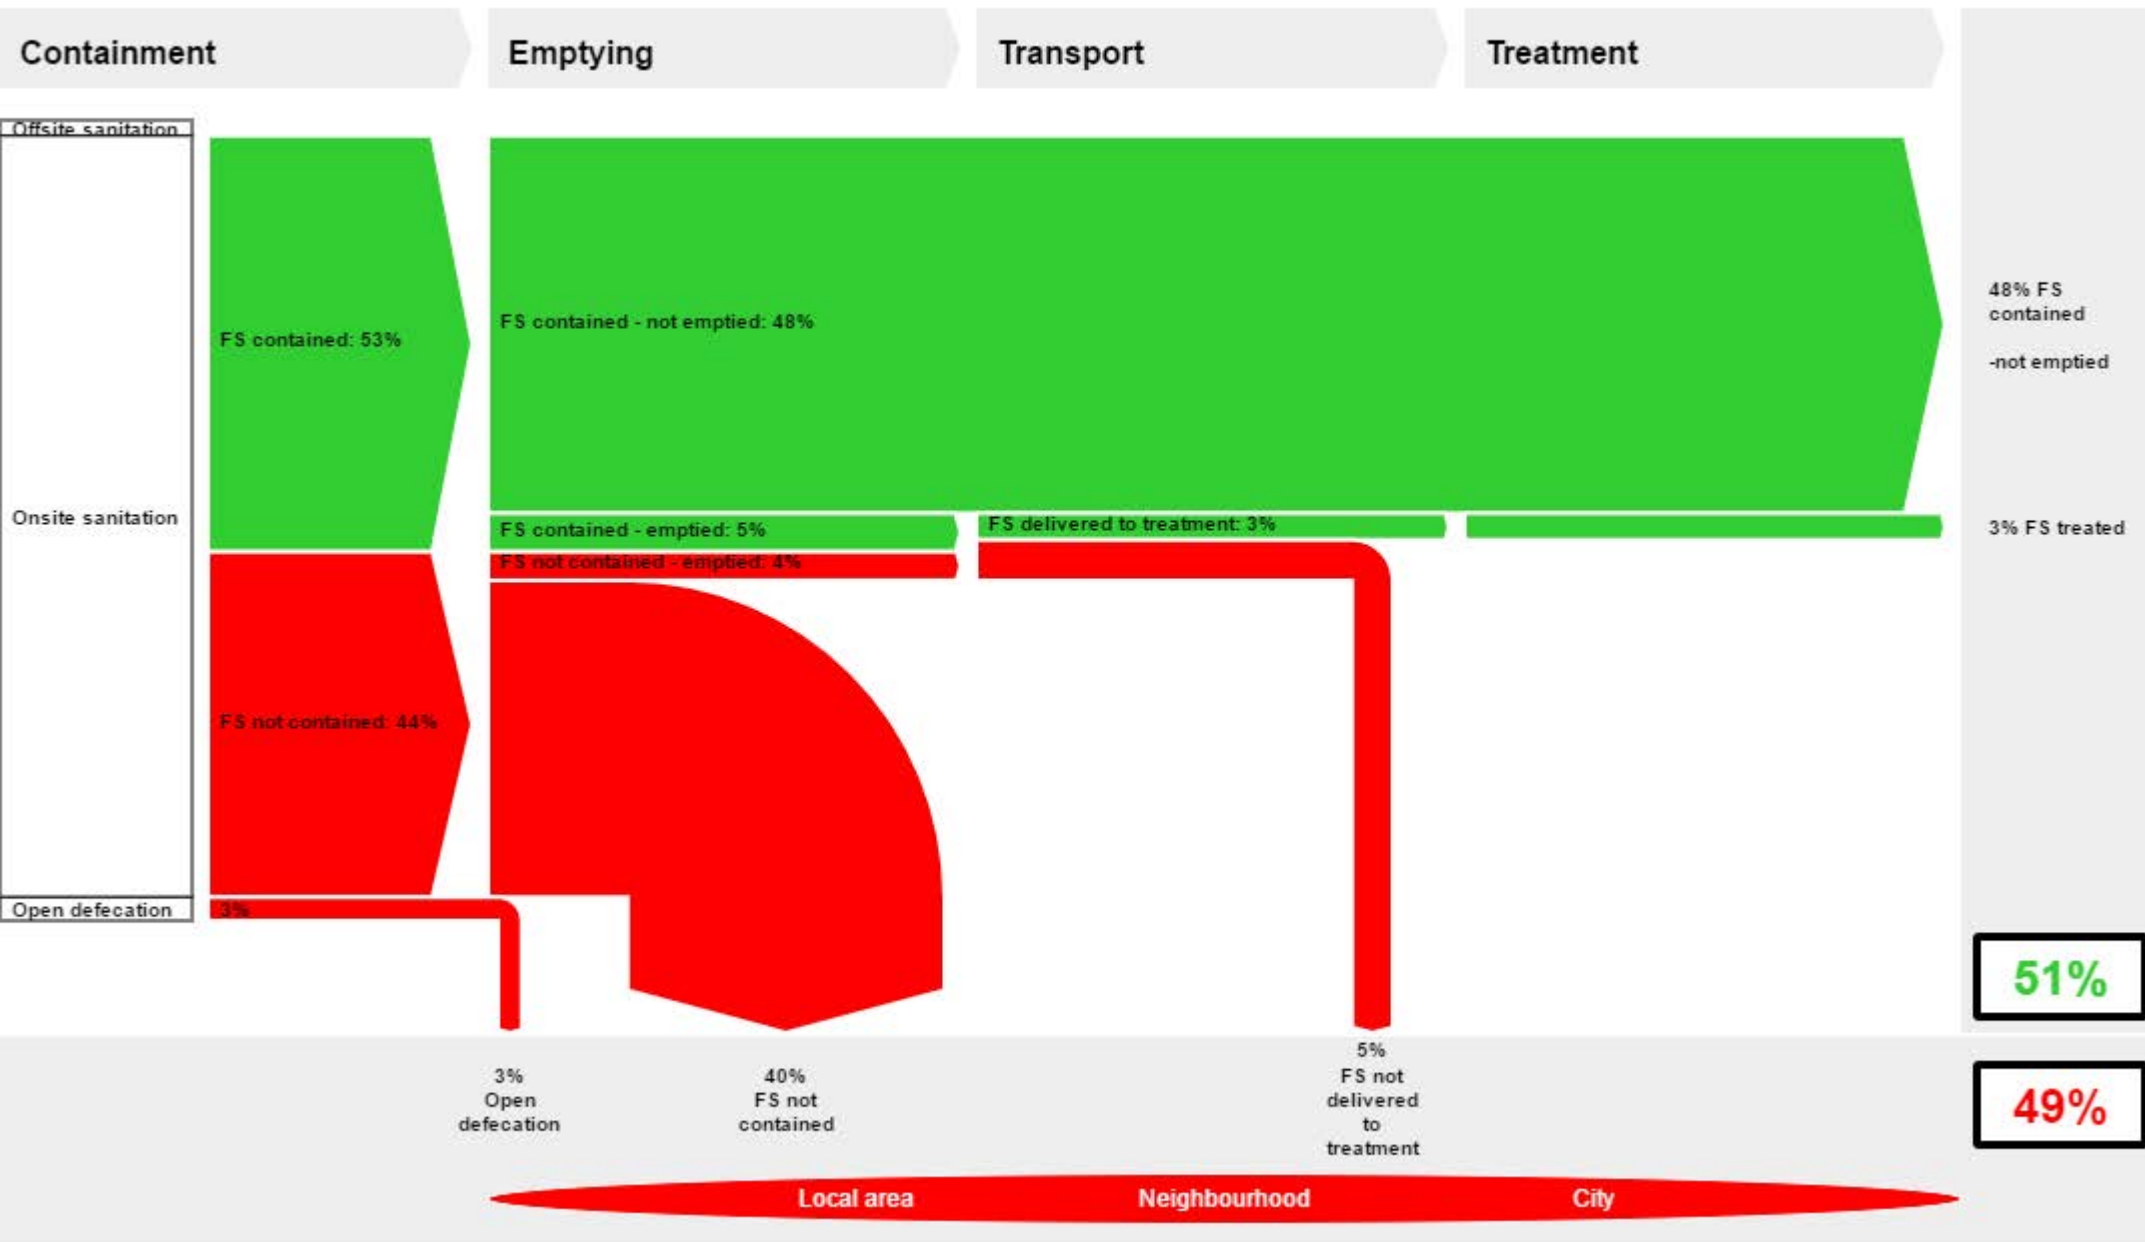 Containment
Emptying
Transport
Treatment
Offsite sanitation
Onsite sanitation
Open defecation
FS contained: 53%
FS not contained: 44%
3%
FS contained - not emptied: 48%
FS contained - emptied: 5%
FS not contained - emptied: 4%
FS delivered to treatment: 3%
48% FS
contained
-not emptied
3% FS treated
51%
49%
3%
Open
defecation
40%
FS not
contained
5%
FS not
delivered
to
treatment
Local area
Neighbourhood
City